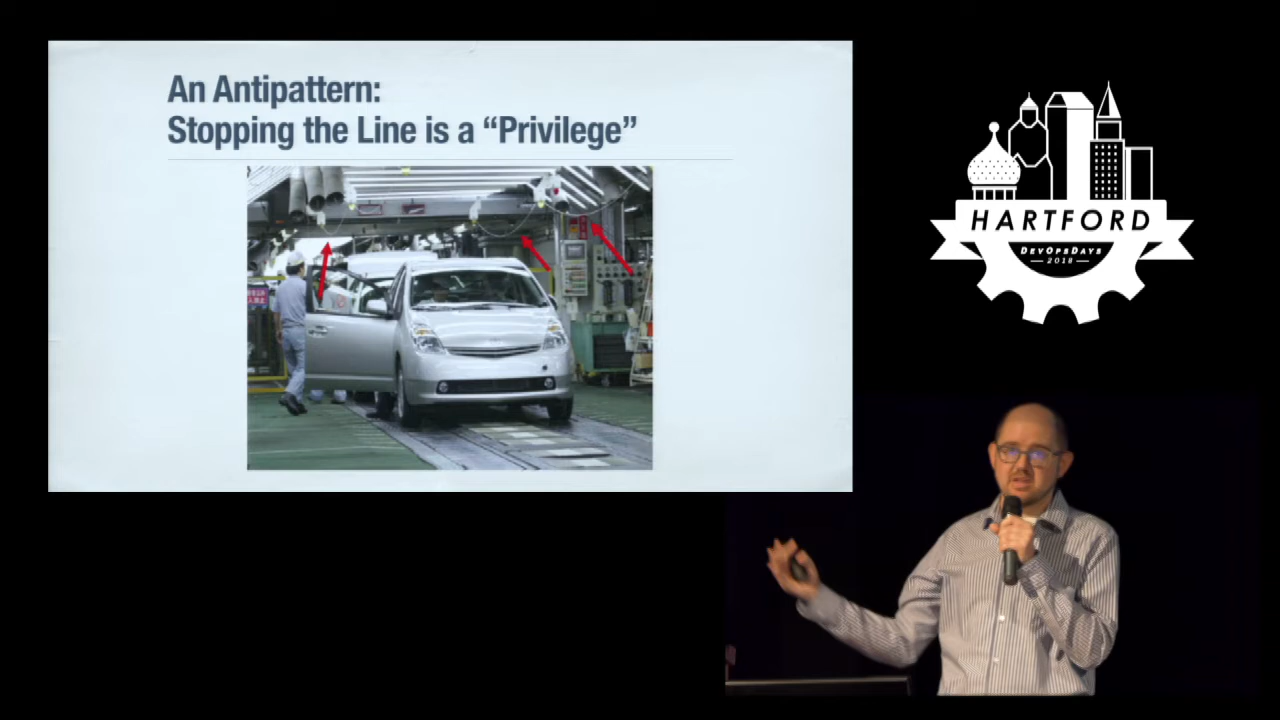 An Antipattern:
Stopping the Line is a “Privilege”
HARTFORD
DEVOPSDAYS
2018